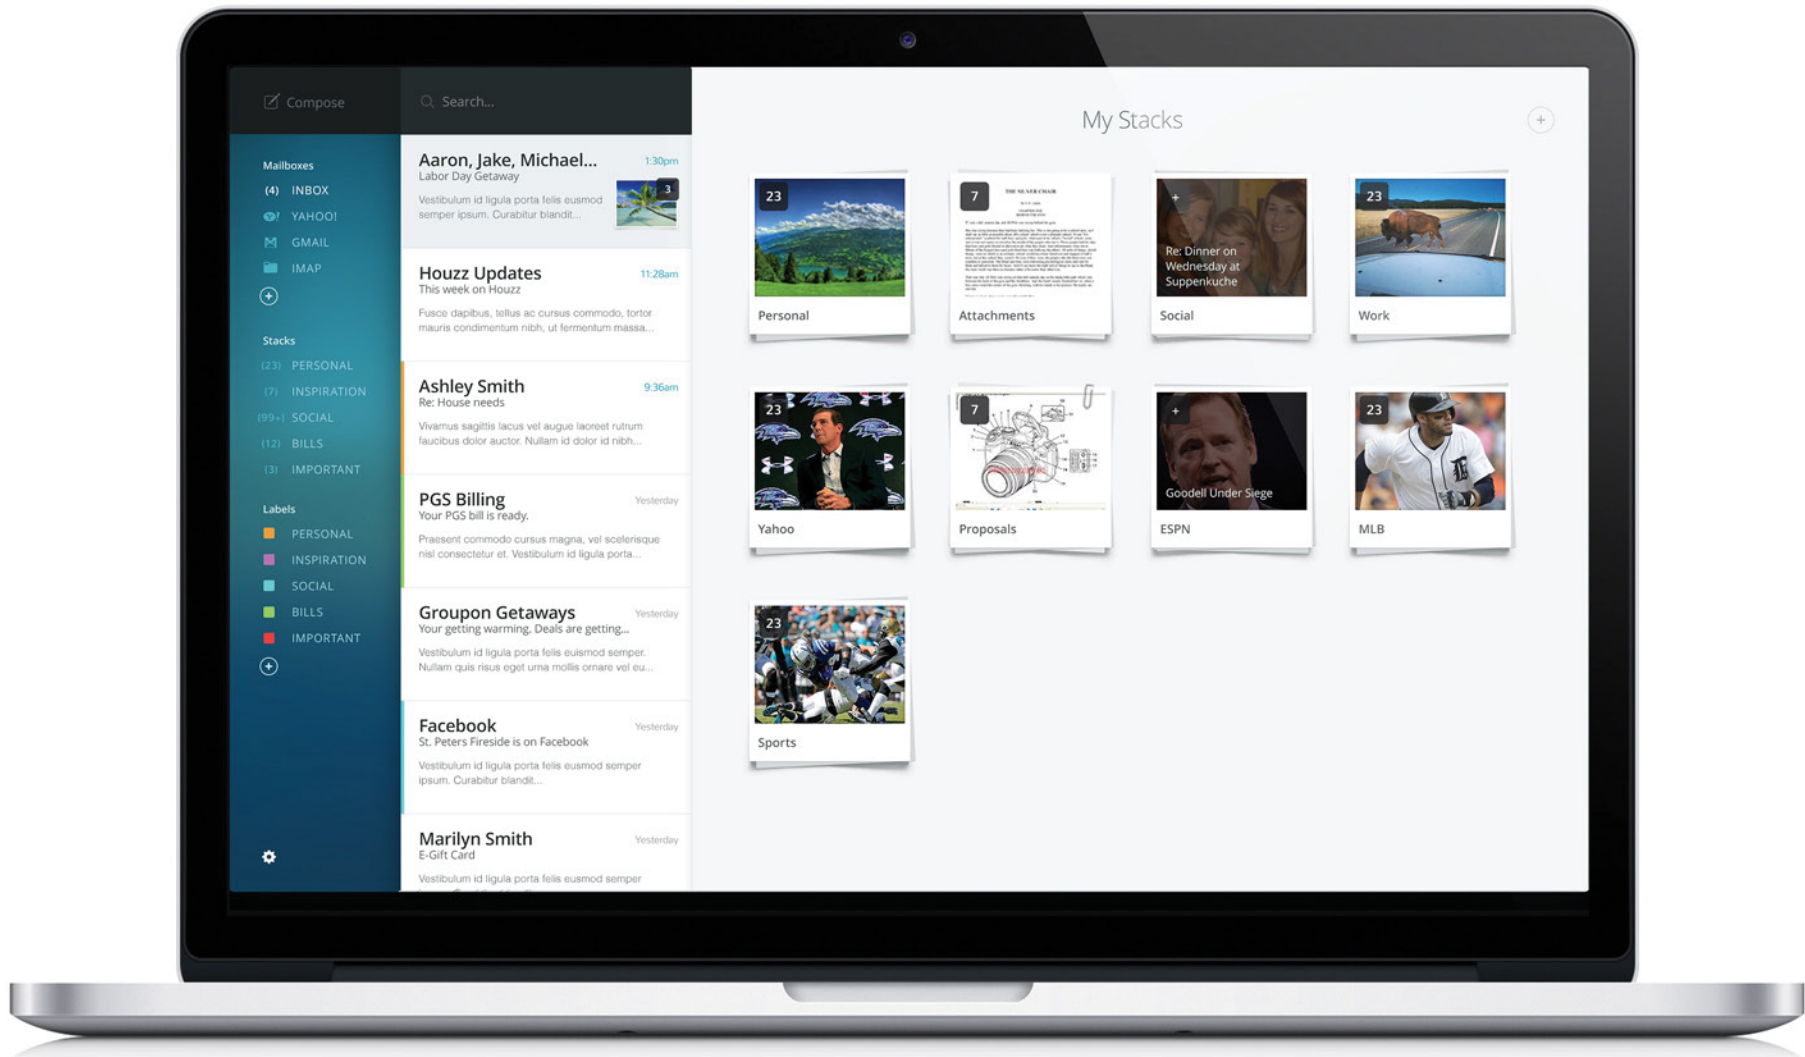 Compose
Search...
Mailboxes
(4) INBOX
YAHOO!
GMAIL
IMAP
Stacks
(23) PERSONAL
(7) INSPIRATION
(99+) SOCIAL
(12) BILLS
(3) IMPORTANT
Labels
PERSONAL
INSPIRATION
SOCIAL
BILLS
IMPORTANT
Aaron, Jake, Michael... 1:30pm
Labor Day Getaway
3
Vestibulum id ligula porta felis eusmod
semper ipsum. Curabitur blandit...
Houzz Updates 11:28am
This week on Houzz
Fusce dapibus, tellus ac cursus commodo, tortor
mauris condimentum nibh, ut fermentum massa...
Ashley Smith 9:36am
Re: House needs
Vivamus sagittis lacus vel augue laoreet rutrum
faucibus dolor auctor. Nullam id dolor id nibh...
PGS Billing Yesterday
Your PGS bill is ready.
Praesent commodo cursus magna, vel scelerisque
nisl consectetur et. Vestibulum id ligula porta...
Groupon Getaways Yesterday
Your getting warming. Deals are getting...
Vestibulum id ligula porta felis euismod semper.
Nullam quis risus eget urna mollis ornare vel eu...
Facebook Yesterday
St. Peters Fireside is on Facebook
Vestibulum id ligula porta felis eusmod semper
ipsum. Curabitur blandit...
Marilyn Smith Yesterday
E-Gift Card
Vestibulum id ligula porta felis eusmod semper
My Stacks
23
Personal
7
THE SILVER CHAIR
Attachments
+
Re: Dinner on
Wednesday at
Suppenkuche
Social
23
Work
23
Yahoo
7
Proposals
+
Goodell Under Siege
ESPN
23
MLB
23
Sports